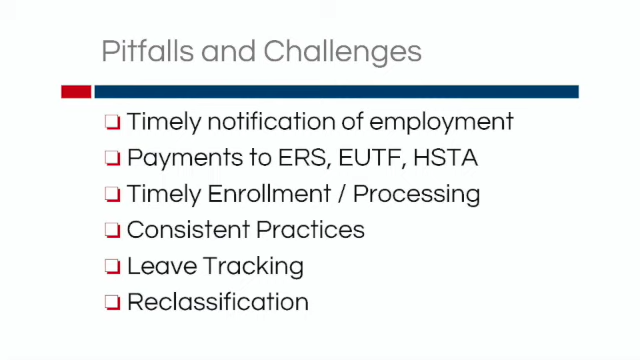 Pitfalls and Challenges
Timely notification of employment
Payments to ERS, EUTF, HSTA
Timely Enrollment / Processing
Consistent Practices
Leave Tracking
Reclassification